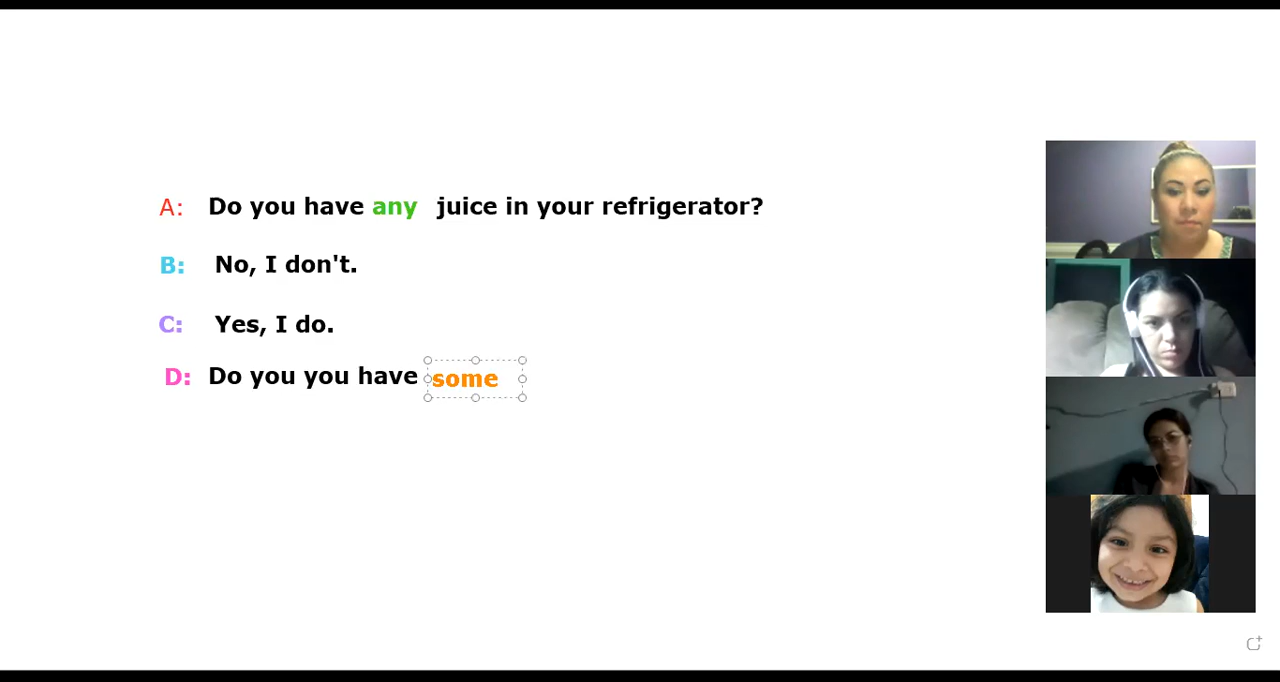 A: Do you have any juice in your refrigerator?
B: No, I don't.
C: Yes, I do.
D: Do you you have some